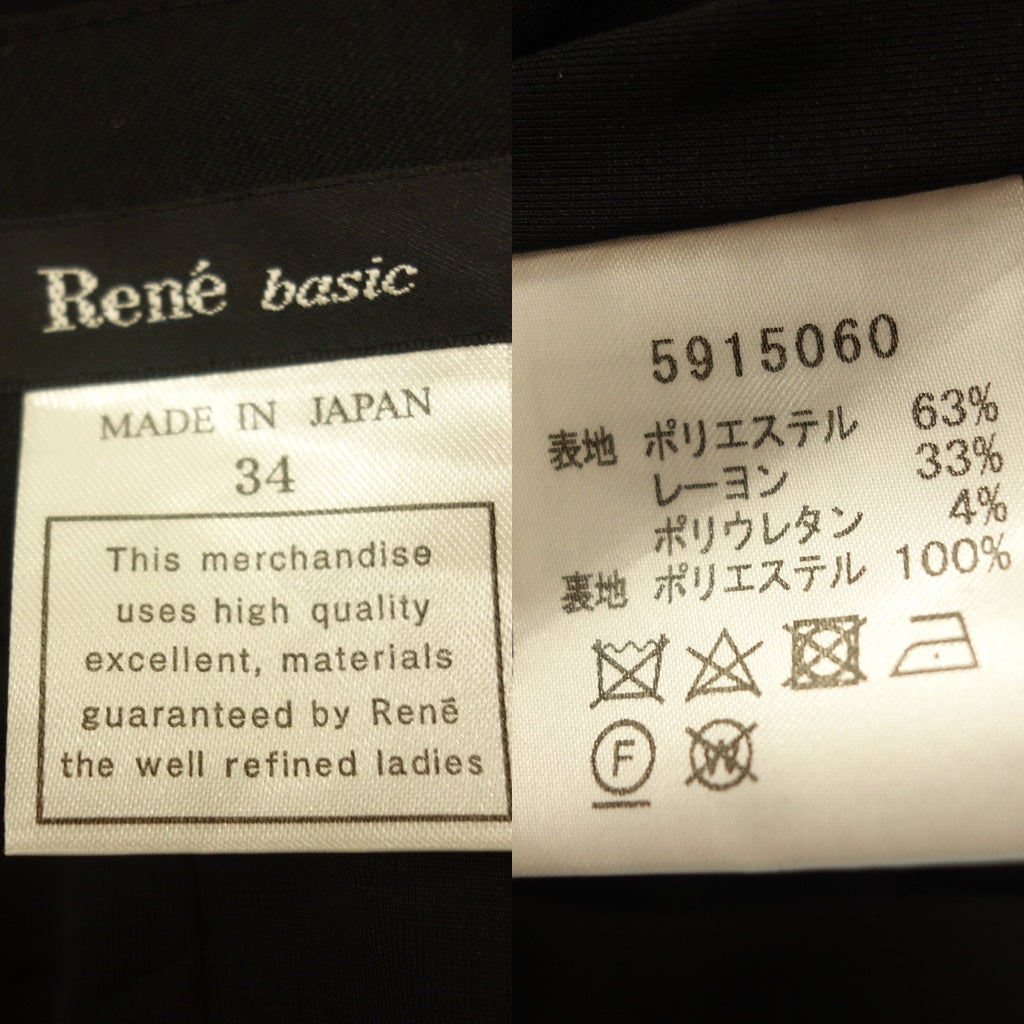 René basic
MADE IN JAPAN
34
This merchandise
uses high quality
excellent, materials
guaranteed by René
the well refined ladies
5915060
表地 ポリエステル 63%
レーヨン 33%
ポリウレタン 4%
裏地 ポリエステル 100%
F
W